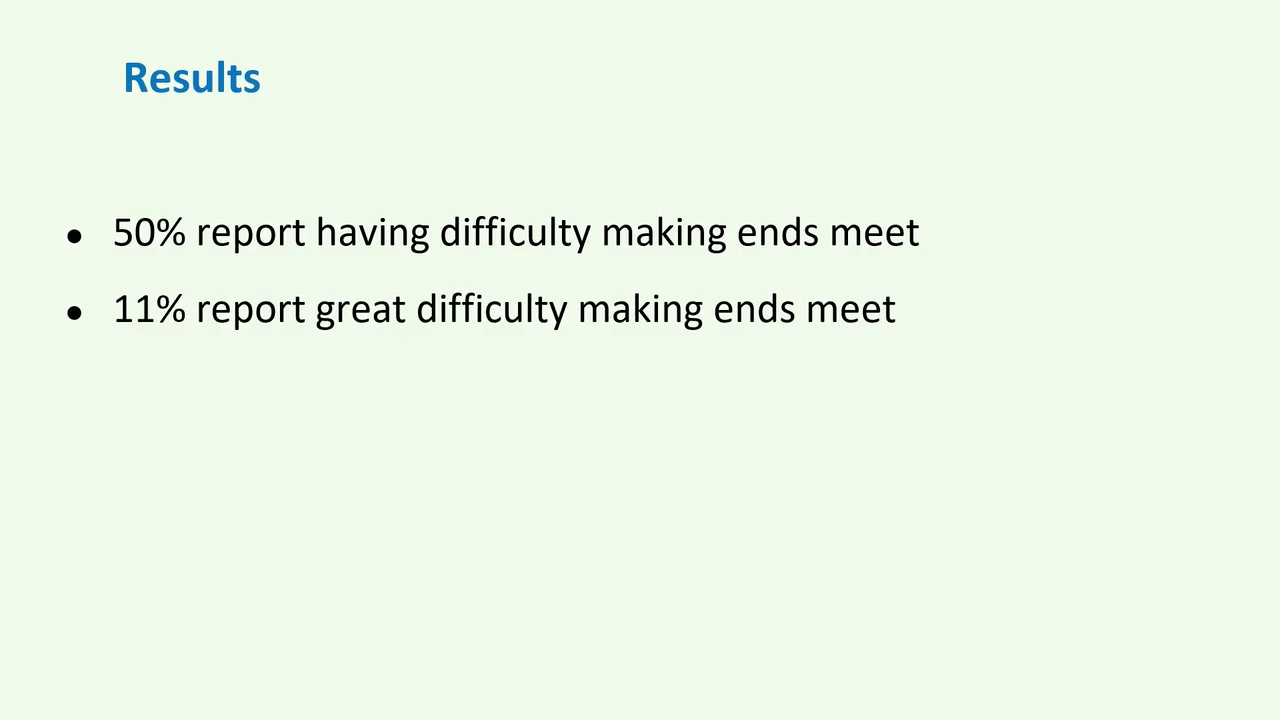 Results
• 50% report having difficulty making ends meet
• 11% report great difficulty making ends meet